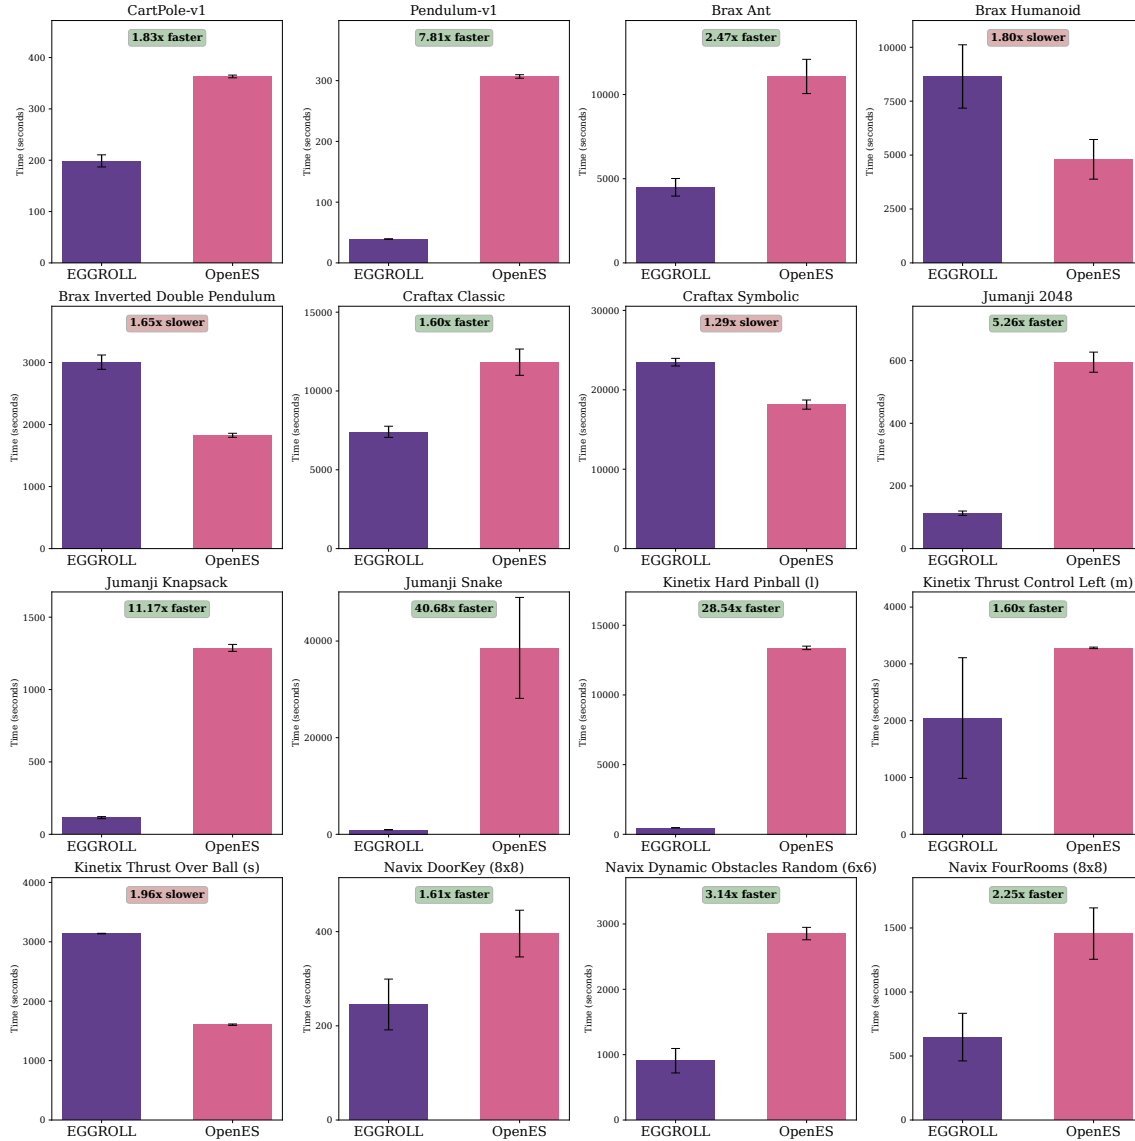 CartPole-v1
1.83x faster
Time (seconds)
400
300
200
100
0
EGGROLL
OpenES
Pendulum-v1
7.81x faster
Time (seconds)
300
200
100
0
EGGROLL
OpenES
Brax Ant
2.47x faster
Time (seconds)
10000
5000
0
EGGROLL
OpenES
Brax Humanoid
1.80x slower
Time (seconds)
10000
7500
5000
2500
0
EGGROLL
OpenES
Brax Inverted Double Pendulum
1.65x slower
Time (seconds)
3000
2000
1000
0
EGGROLL
OpenES
Craftax Classic
1.60x faster
Time (seconds)
15000
10000
5000
0
EGGROLL
OpenES
Craftax Symbolic
1.29x slower
Time (seconds)
30000
20000
10000
0
EGGROLL
OpenES
Jumanji 2048
5.26x faster
Time (seconds)
600
400
200
0
EGGROLL
OpenES
Jumanji Knapsack
11.17x faster
Time (seconds)
1500
1000
500
0
EGGROLL
OpenES
Jumanji Snake
40.68x faster
Time (seconds)
40000
20000
0
EGGROLL
OpenES
Kinetix Hard Pinball (l)
28.54x faster
Time (seconds)
15000
10000
5000
0
EGGROLL
OpenES
Kinetix Thrust Control Left (m)
1.60x faster
Time (seconds)
4000
3000
2000
1000
0
EGGROLL
OpenES
Kinetix Thrust Over Ball (s)
1.96x slower
Time (seconds)
4000
3000
2000
1000
0
EGGROLL
OpenES
Navix DoorKey (8x8)
1.61x faster
Time (seconds)
400
200
0
EGGROLL
OpenES
Navix Dynamic Obstacles Random (6x6)
3.14x faster
Time (seconds)
3000
2000
1000
0
EGGROLL
OpenES
Navix FourRooms (8x8)
2.25x faster
Time (seconds)
1500
1000
500
0
EGGROLL
OpenES